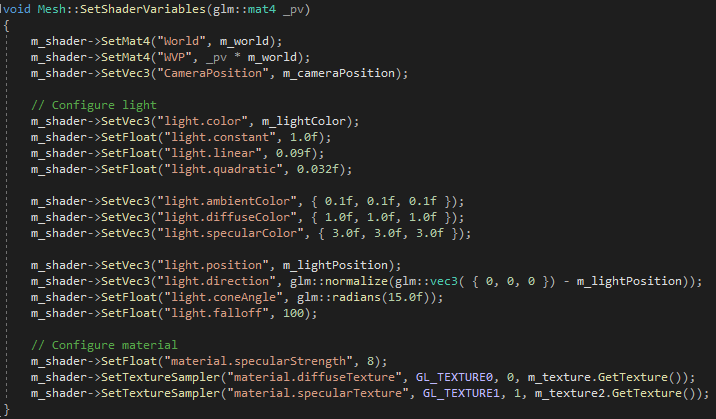 void Mesh::SetShaderVariables(glm::mat4 _pv)
{
m_shader->SetMat4("World", m_world);
m_shader->SetMat4("WVP", _pv * m_world);
m_shader->SetVec3("CameraPosition", m_cameraPosition);
// Configure light
m_shader->SetVec3("light.color", m_lightColor);
m_shader->SetFloat("light.constant", 1.0f);
m_shader->SetFloat("light.linear", 0.09f);
m_shader->SetFloat("light.quadratic", 0.032f);
m_shader->SetVec3("light.ambientColor", { 0.1f, 0.1f, 0.1f });
m_shader->SetVec3("light.diffuseColor", { 1.0f, 1.0f, 1.0f });
m_shader->SetVec3("light.specularColor", { 3.0f, 3.0f, 3.0f });
m_shader->SetVec3("light.position", m_lightPosition);
m_shader->SetVec3("light.direction", glm::normalize(glm::vec3( { 0, 0, 0 }) - m_lightPosition));
m_shader->SetFloat("light.coneAngle", glm::radians(15.0f));
m_shader->SetFloat("light.falloff", 100);
// Configure material
m_shader->SetFloat("material.specularStrength", 8);
m_shader->SetTextureSampler("material.diffuseTexture", GL_TEXTURE0, 0, m_texture.GetTexture());
m_shader->SetTextureSampler("material.specularTexture", GL_TEXTURE1, 1, m_texture2.GetTexture());
}